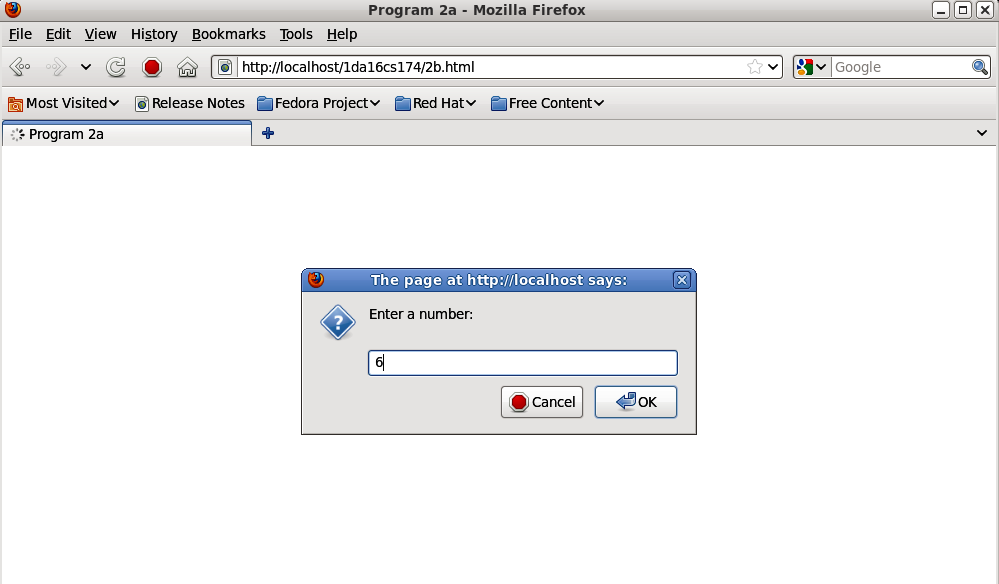 Program 2a - Mozilla Firefox
File Edit View History Bookmarks Tools Help
http://localhost/1da16cs174/2b.html Google
Most Visited Release Notes Fedora Project Red Hat Free Content
Program 2a
The page at http://localhost says:
? Enter a number:
6
Cancel OK